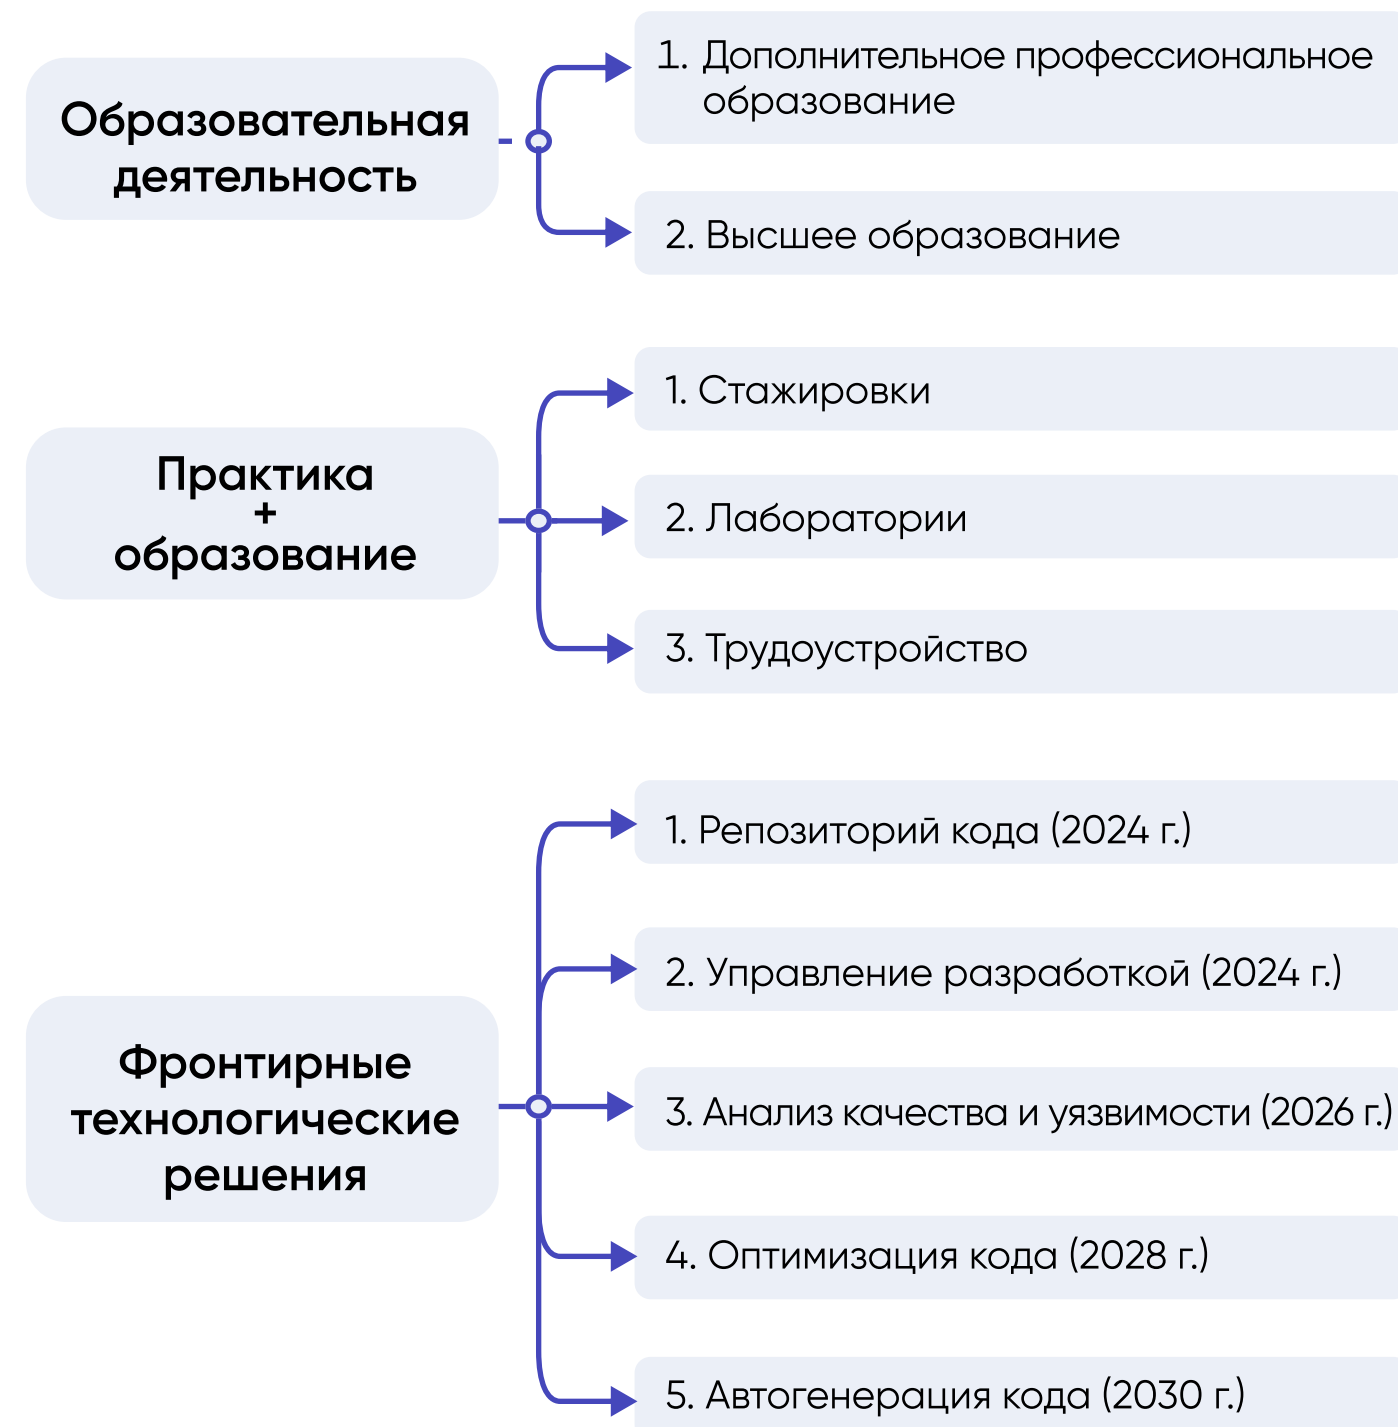 Образовательная
деятельность
1. Дополнительное профессиональное
образование
2. Высшее образование
Практика
+
образование
1. Стажировки
2. Лаборатории
3. Трудоустройство
Фронтирные
технологические
решения
1. Репозиторий кода (2024 г.)
2. Управление разработкой (2024 г.)
3. Анализ качества и уязвимости (2026 г.)
4. Оптимизация кода (2028 г.)
5. Автогенерация кода (2030 г.)